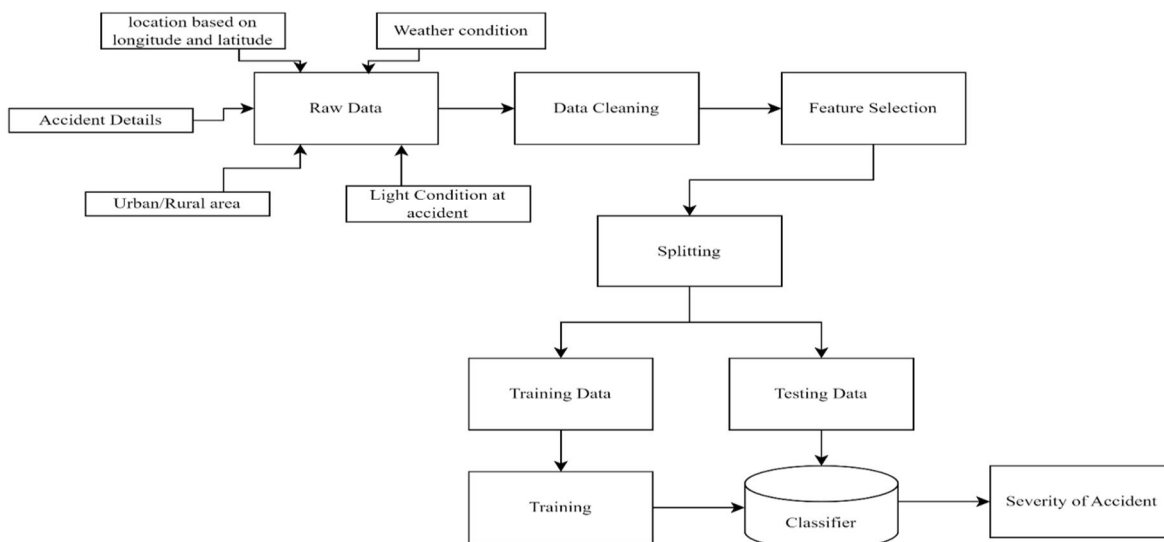 location based on
longitude and latitude
Weather condition
Accident Details
Raw Data
Data Cleaning
Feature Selection
Urban/Rural area
Light Condition at
accident
Splitting
Training Data
Testing Data
Training
Classifier
Severity of Accident